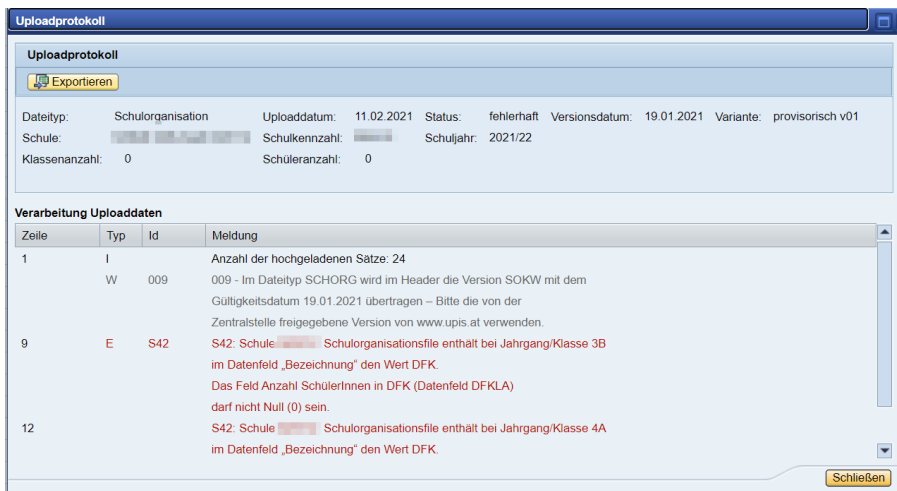 Uploadprotokoll
Uploadprotokoll
Exportieren
Dateityp: Schulorganisation Uploaddatum: 11.02.2021 Status: fehlerhaft Versionsdatum: 19.01.2021 Variante: provisorisch v01
Schule: Schulkennzahl: Schuljahr: 2021/22
Klassenanzahl: 0 Schüleranzahl: 0
Verarbeitung Uploaddaten
Zeile Typ Id Meldung
1 I Anzahl der hochgeladenen Sätze: 24
W 009 009 - Im Dateityp SCHORG wird im Header die Version SOKW mit dem
Gültigkeitsdatum 19.01.2021 übertragen – Bitte die von der
Zentralstelle freigegebene Version von www.upis.at verwenden.
9 E S42 S42: Schule Schulorganisationsfile enthält bei Jahrgang/Klasse 3B
im Datenfeld „Bezeichnung" den Wert DFK.
Das Feld Anzahl SchülerInnen in DFK (Datenfeld DFKLA)
darf nicht Null (0) sein.
12 S42: Schule Schulorganisationsfile enthält bei Jahrgang/Klasse 4A
im Datenfeld „Bezeichnung" den Wert DFK.
Schließen